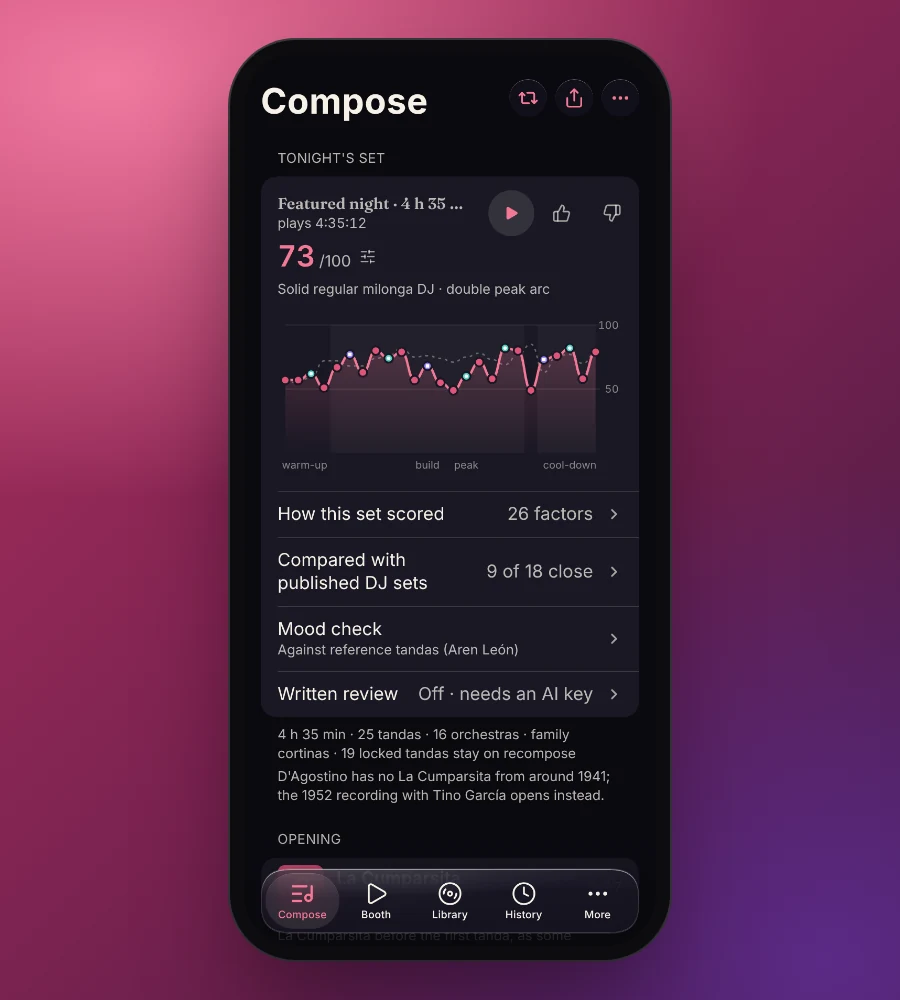 Compose
TONIGHT'S SET
Featured night · 4 h 35 ...
plays 4:35:12
73 /100
Solid regular milonga DJ · double peak arc
100
50
warm-up build peak cool-down
How this set scored 26 factors
Compared with
published DJ sets
9 of 18 close
Mood check
Against reference tandas (Aren León)
Written review Off · needs an AI key
4 h 35 min · 25 tandas · 16 orchestras · family
cortinas · 19 locked tandas stay on recompose
D'Agostino has no La Cumparsita from around 1941;
the 1952 recording with Tino García opens instead.
OPENING
La Cumparsita
Compose Booth Library History More
La Cumparsita before the first tanda, as some